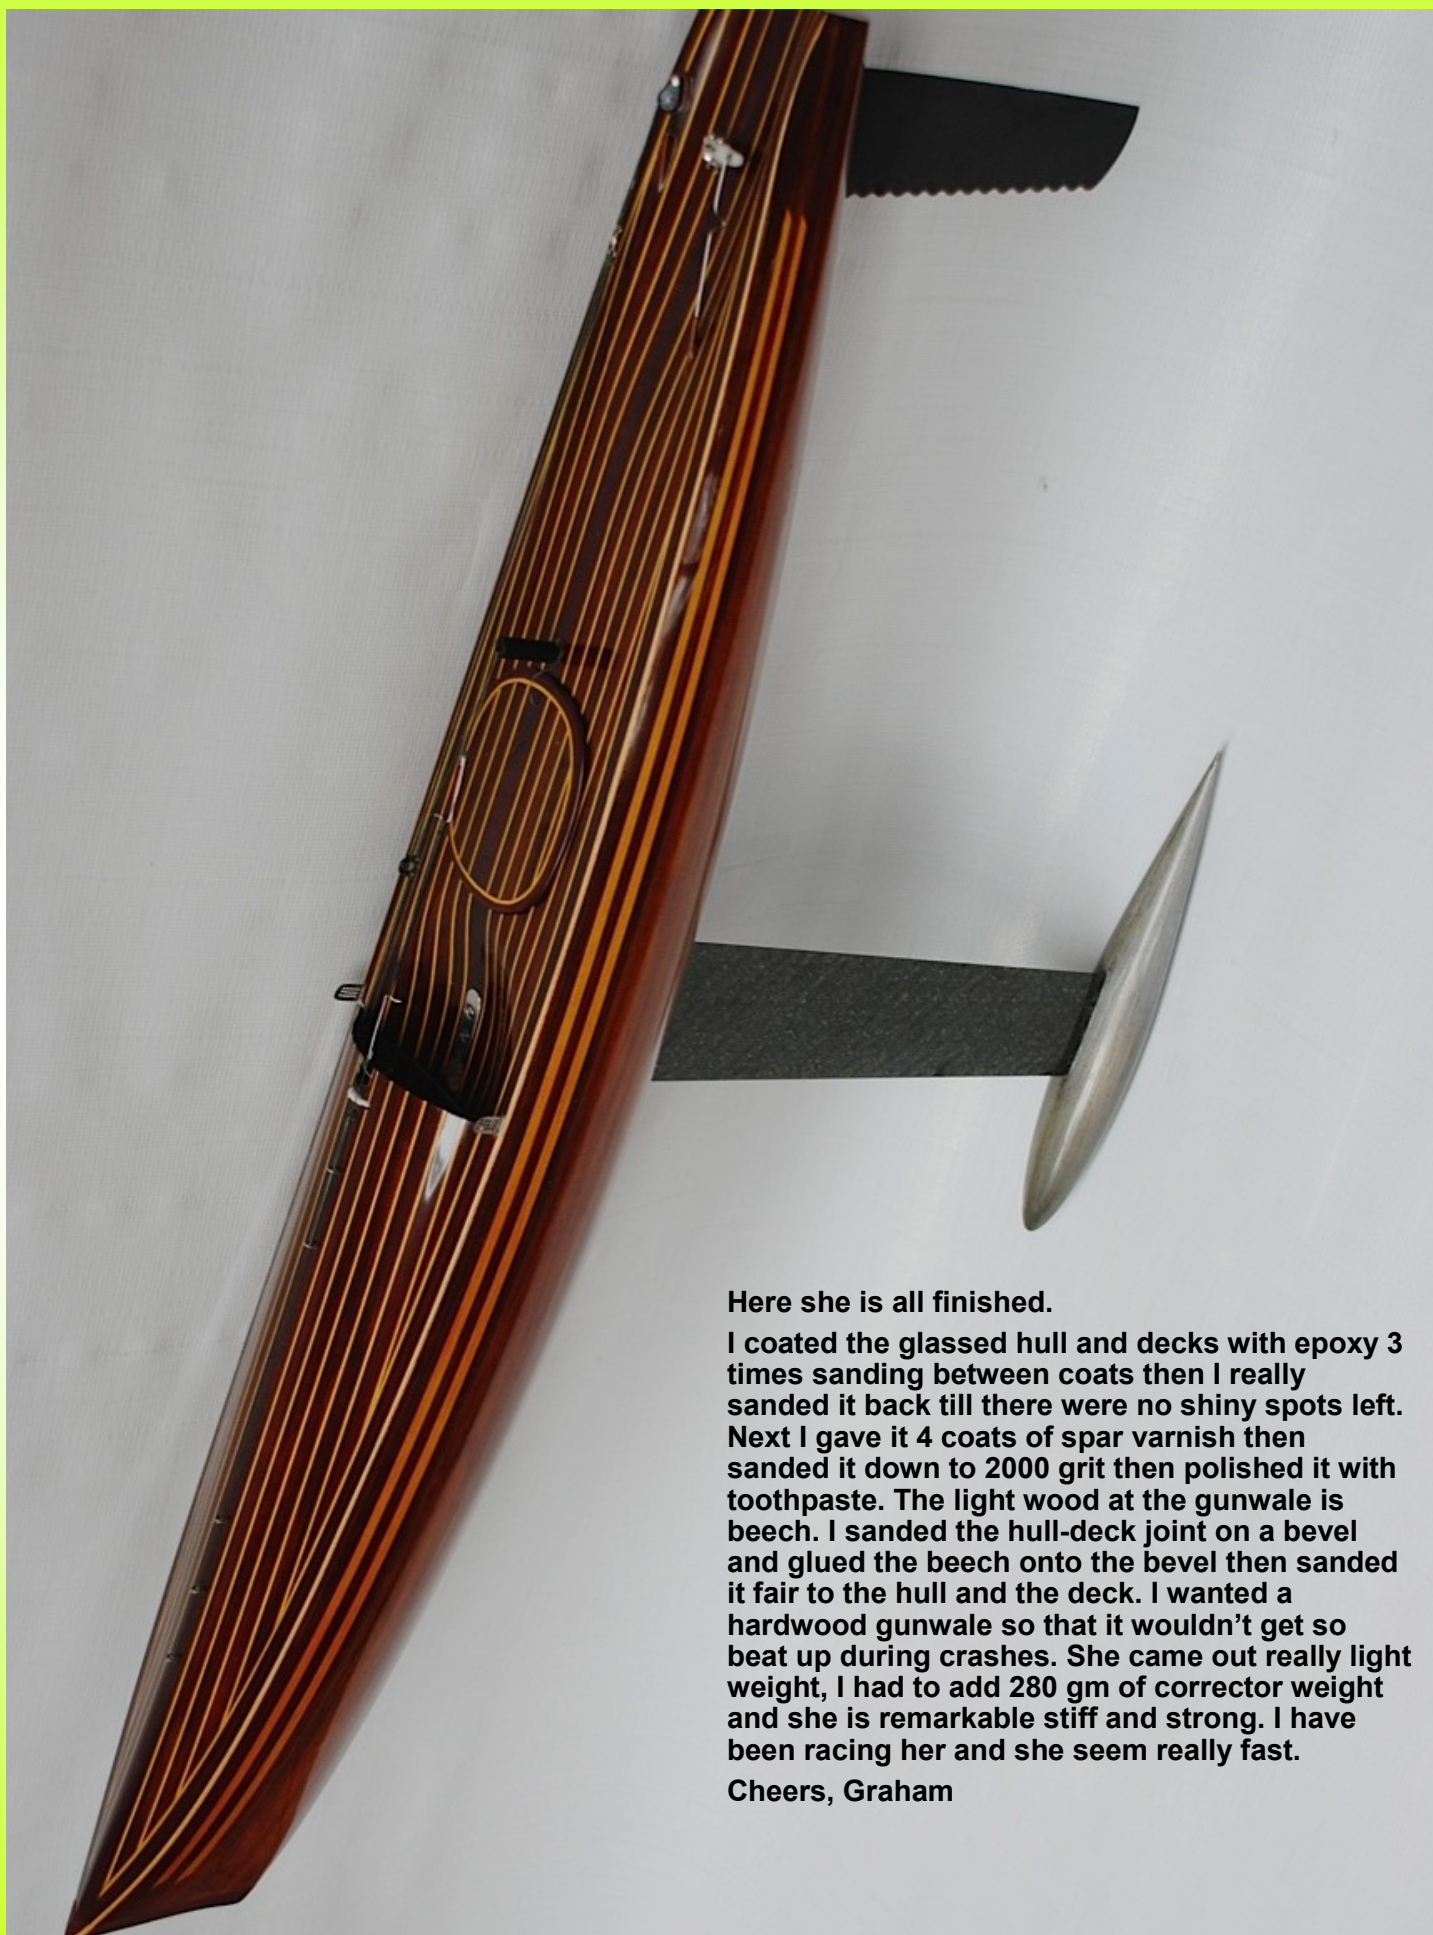 Here she is all finished.
I coated the glassed hull and decks with epoxy 3
times sanding between coats then I really
sanded it back till there were no shiny spots left.
Next I gave it 4 coats of spar varnish then
sanded it down to 2000 grit then polished it with
toothpaste. The light wood at the gunwale is
beech. I sanded the hull-deck joint on a bevel
and glued the beech onto the bevel then sanded
it fair to the hull and the deck. I wanted a
hardwood gunwale so that it wouldn’t get so
beat up during crashes. She came out really light
weight, I had to add 280 gm of corrector weight
and she is remarkable stiff and strong. I have
been racing her and she seem really fast.
Cheers, Graham